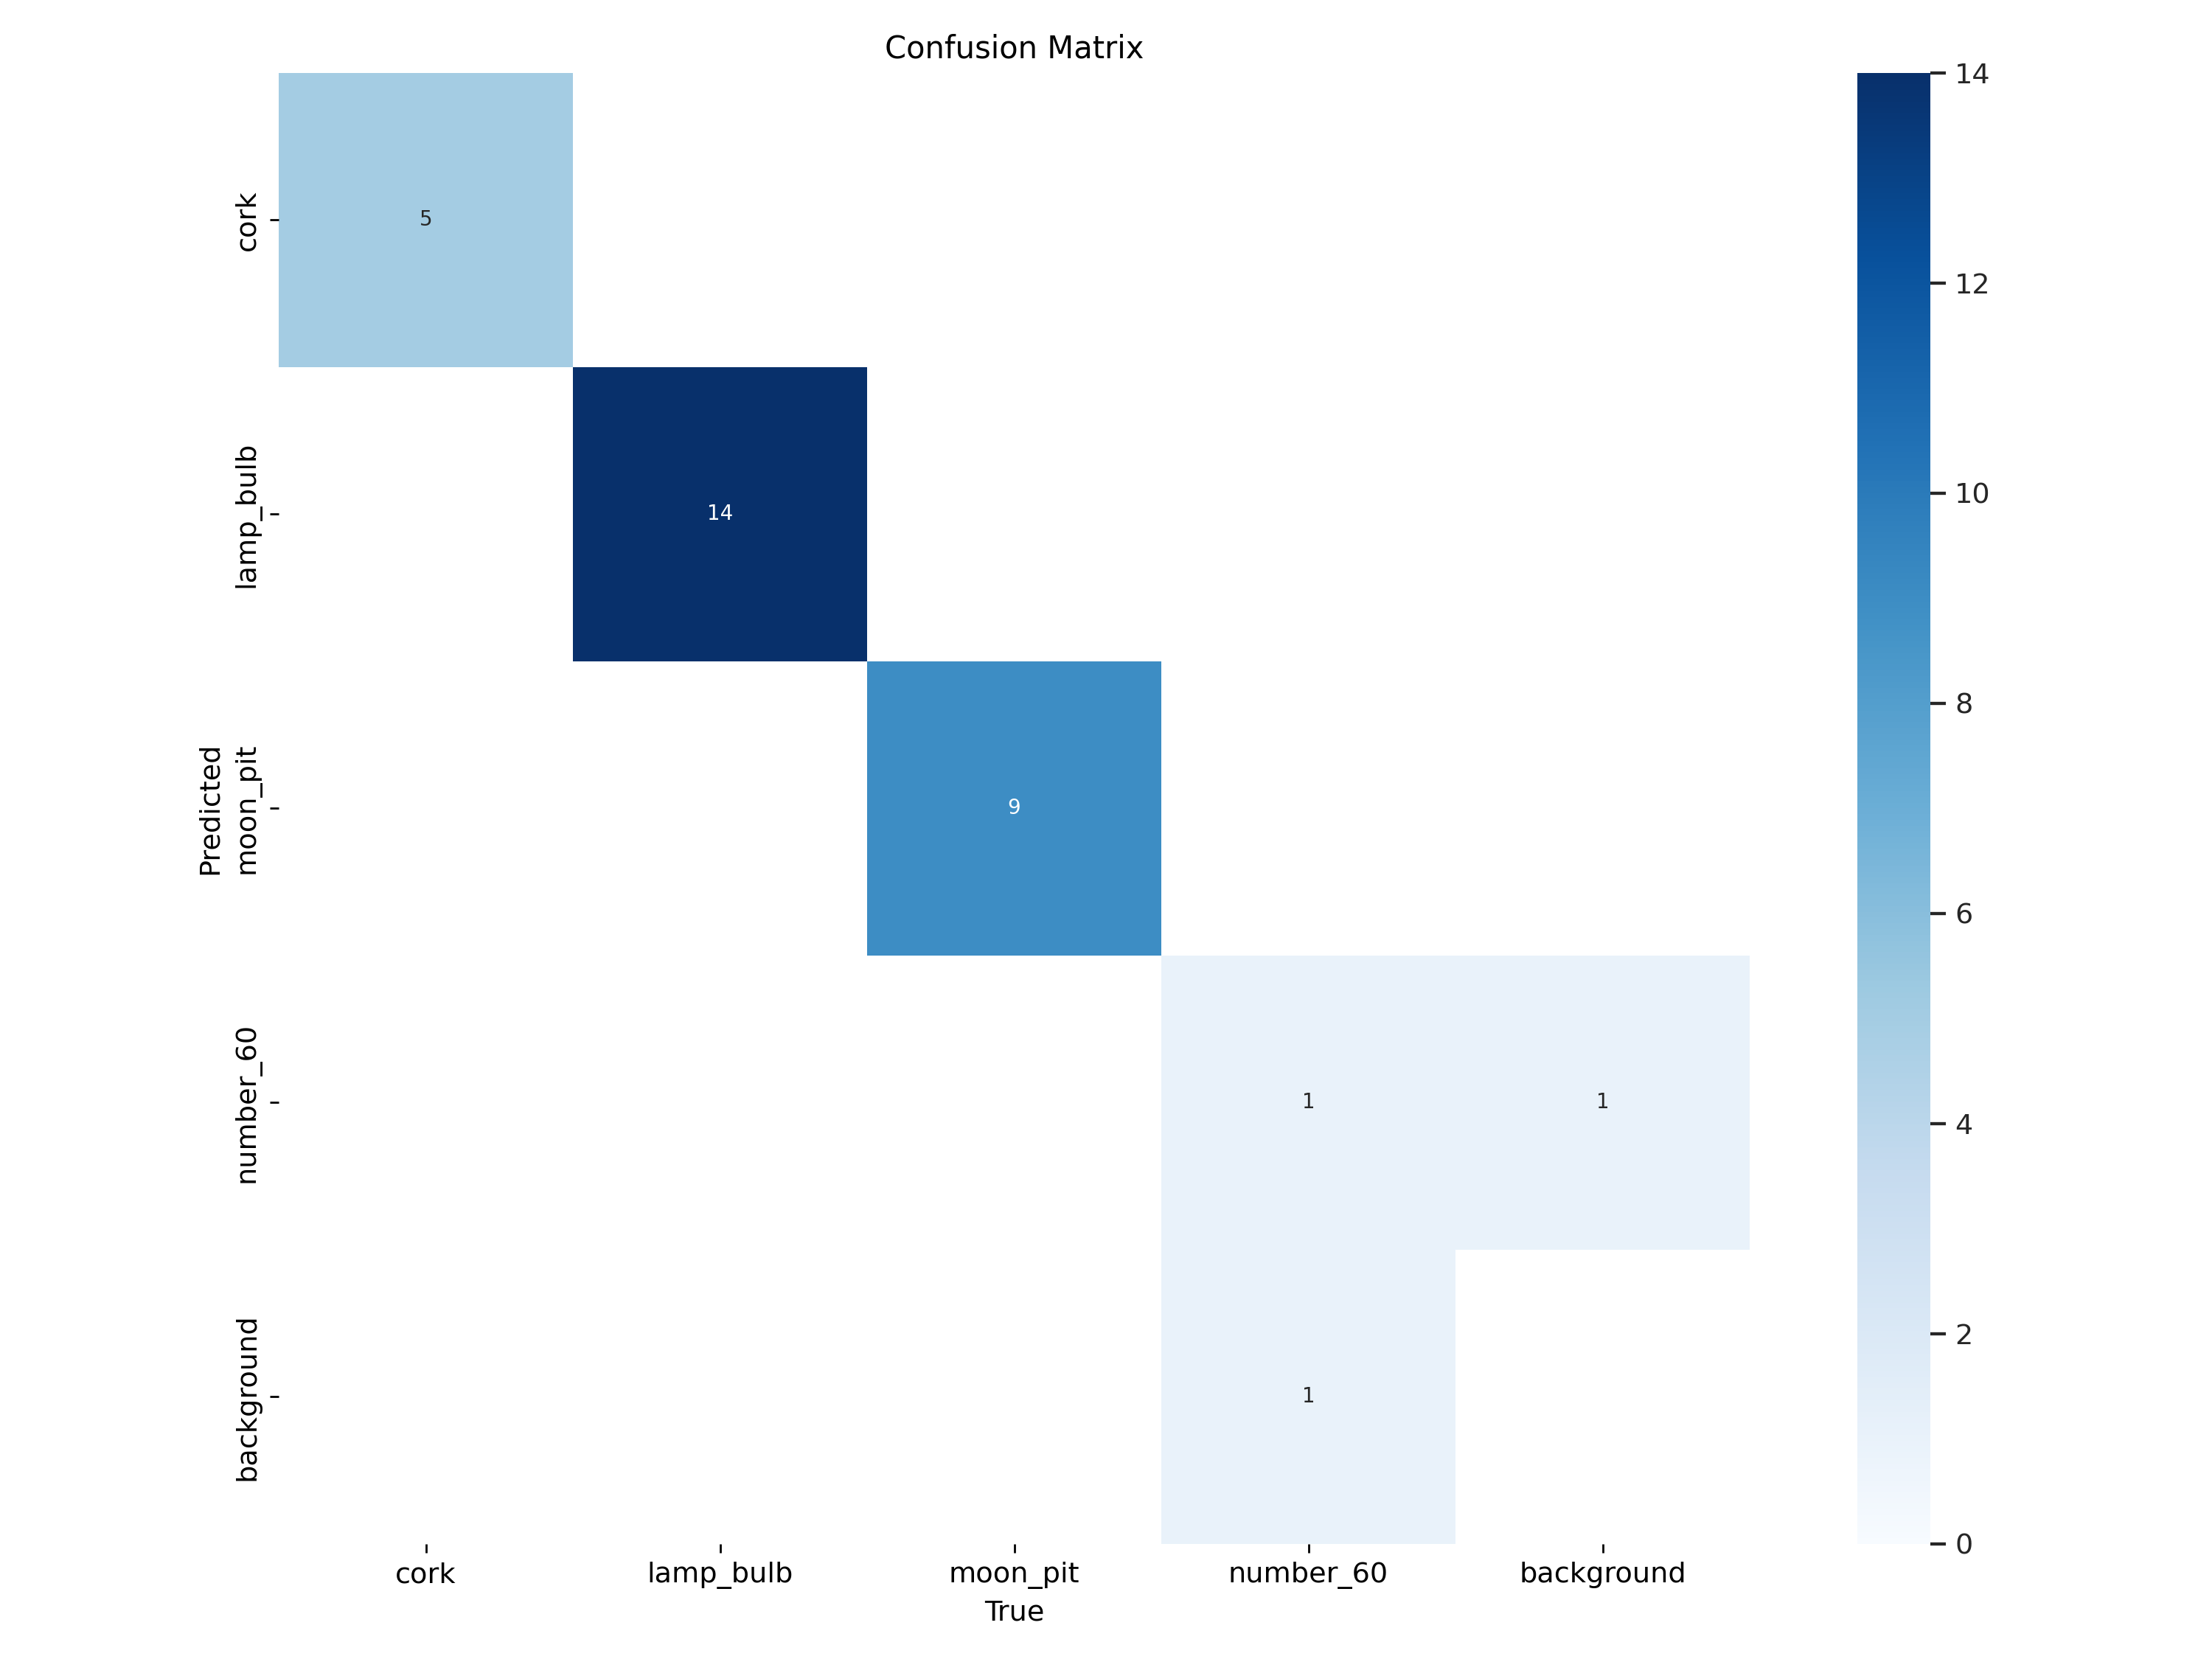 Confusion Matrix
cork
5
lamp_bulb
14
Predicted
moon_pit
9
number_60
1 1
background
1
cork lamp_bulb moon_pit number_60 background
True
14
12
10
8
6
4
2
0